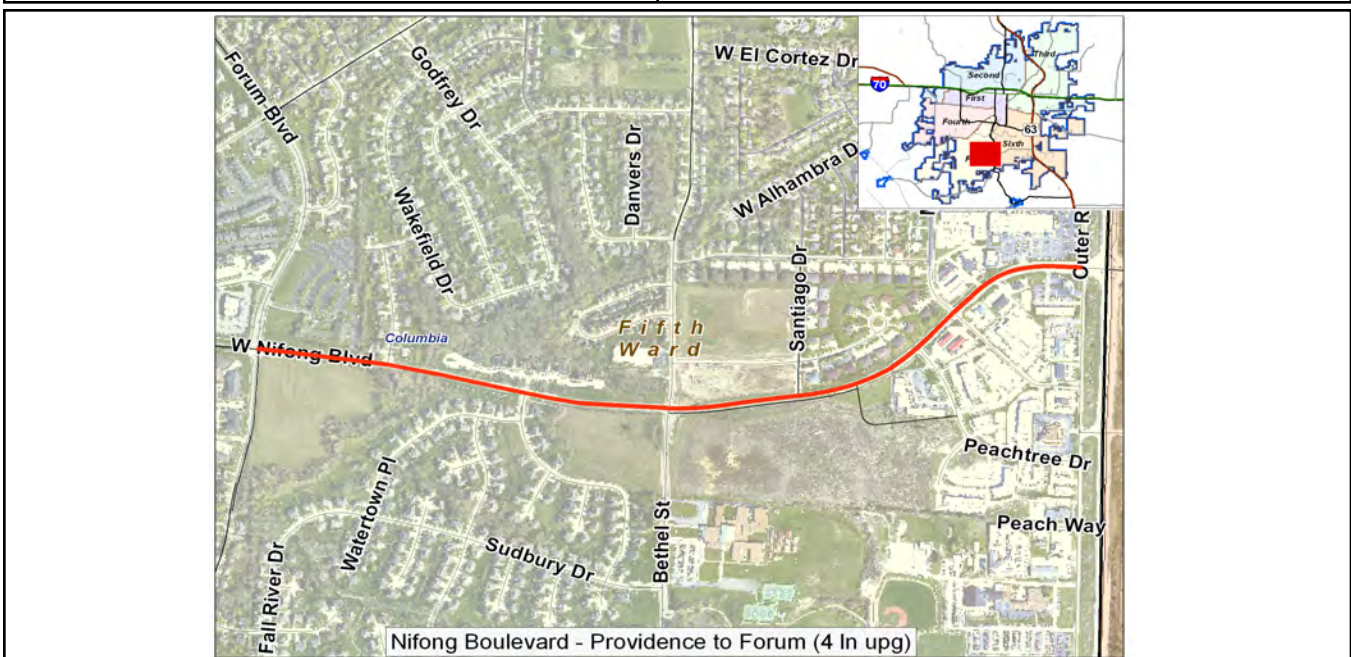 Forum Blvd
Godfrey Dr
W El Cortez Dr
Danvers Dr
W Alhambra D
Wakefield Dr
Santiago Dr
Outer R
Columbia
Fifth
Ward
W Nifong Blvd
Peachtree Dr
Watertown Pl
Bethel St
Peach Way
Sudbury Dr
Fall River Dr
70
Second
Third
First
Fourth
63
Sixth
Nifong Boulevard - Providence to Forum (4 ln upg)